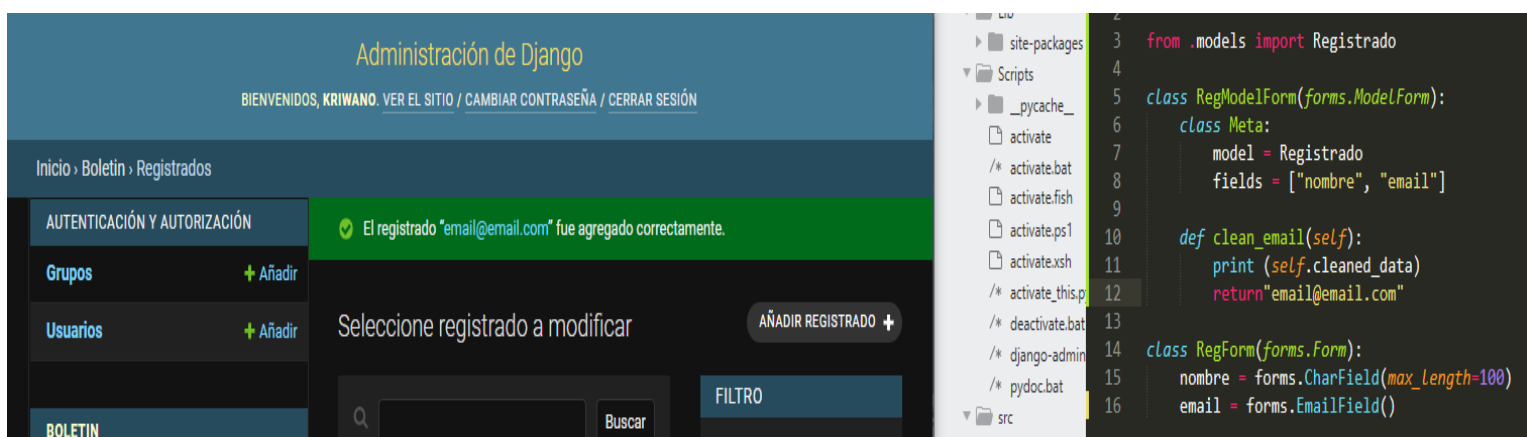 Administración de Django
BIENVENIDOS, KRIWANO. VER EL SITIO / CAMBIAR CONTRASEÑA / CERRAR SESIÓN
Inicio › Boletin › Registrados
AUTENTICACIÓN Y AUTORIZACIÓN
Grupos + Añadir
Usuarios + Añadir
BOLETIN
El registrado "email@email.com" fue agregado correctamente.
Seleccione registrado a modificar
AÑADIR REGISTRADO +
Buscar
FILTRO
Lib
site-packages
Scripts
__pycache__
activate
/* activate.bat
activate.fish
activate.ps1
activate.xsh
/* activate_this.p
/* deactivate.bat
/* django-admin
/* pydoc.bat
src
2
3 from .models import Registrado
4
5 class RegModelForm(forms.ModelForm):
6 class Meta:
7 model = Registrado
8 fields = ["nombre", "email"]
9
10 def clean_email(self):
11 print (self.cleaned_data)
12 return"email@email.com"
13
14 class RegForm(forms.Form):
15 nombre = forms.CharField(max_length=100)
16 email = forms.EmailField()